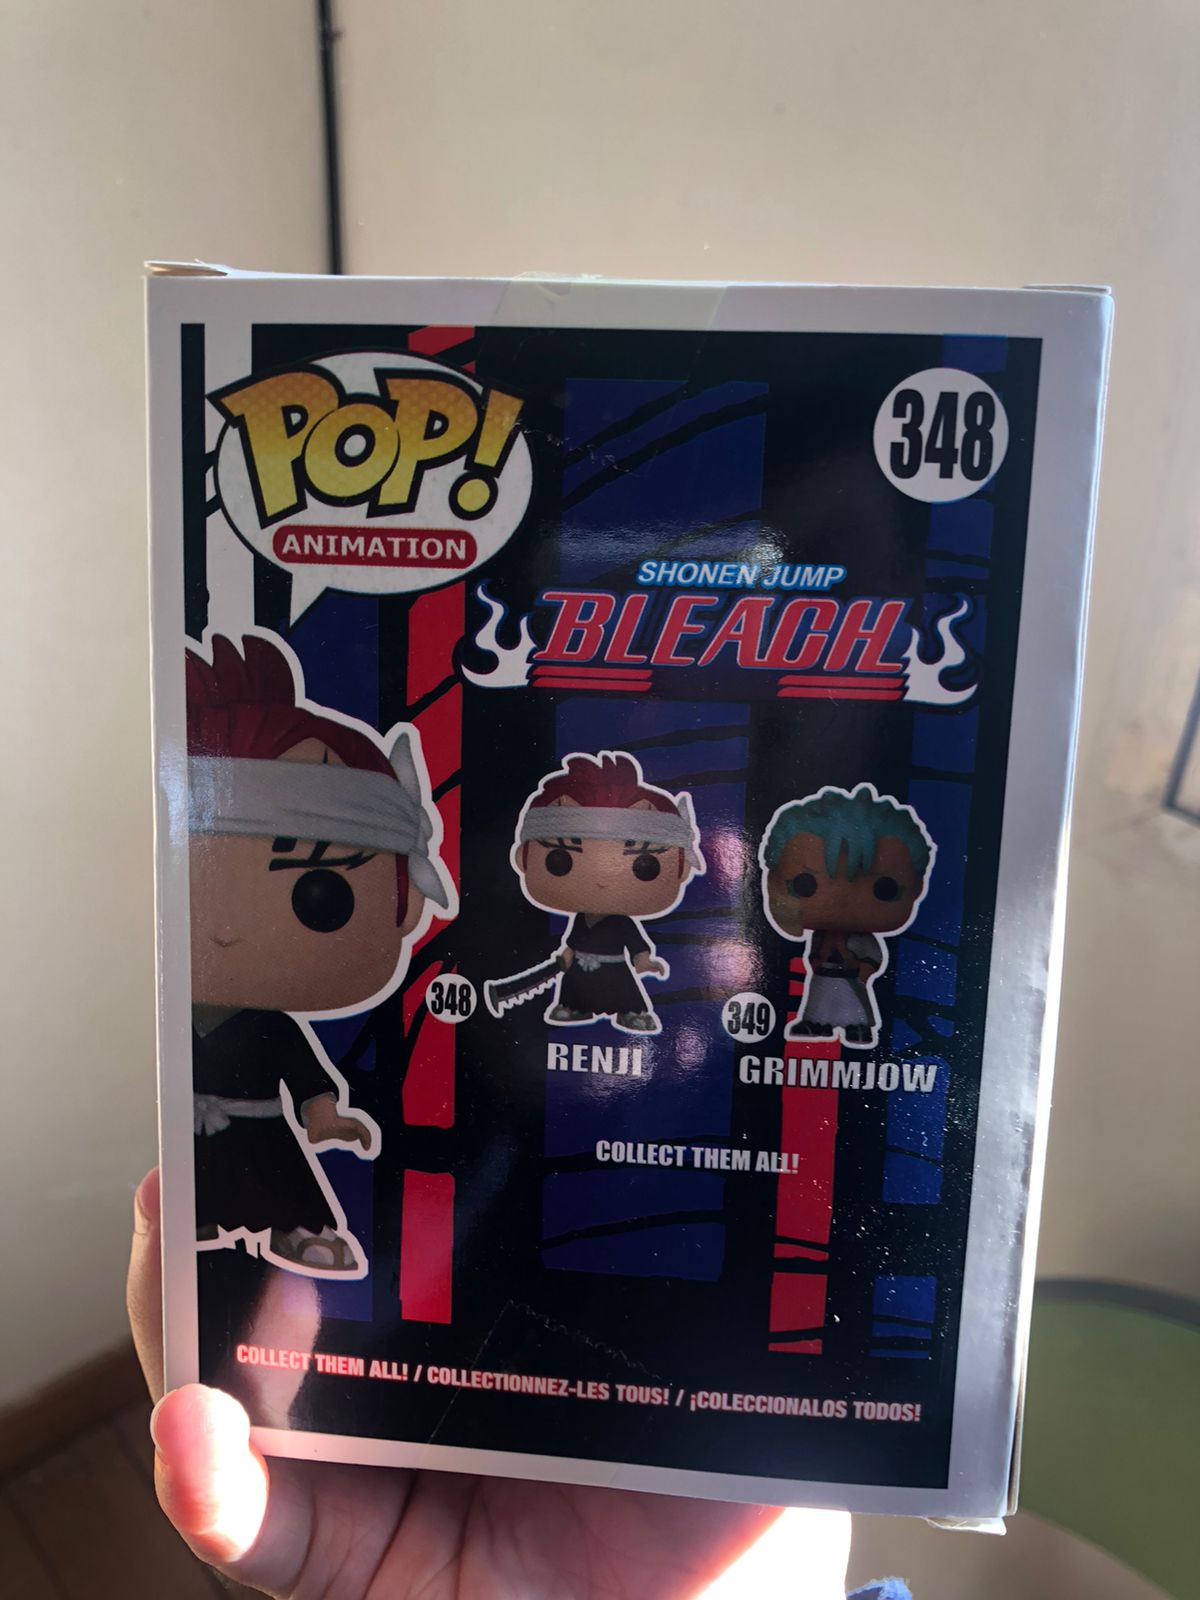 POP!
ANIMATION
348
SHONEN JUMP
BLEACH
348
RENJI
349
GRIMMJOW
COLLECT THEM ALL!
COLLECT THEM ALL! / COLLECTIONNEZ-LES TOUS! / ¡COLECCIONALOS TODOS!